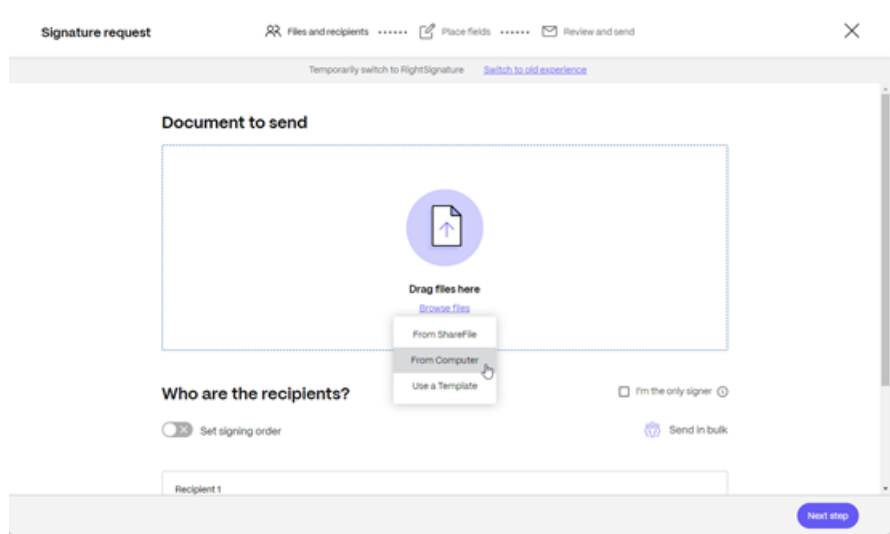 Signature request
Files and recipients
Place fields
Review and send
Temporarily switch to RightSignature Switch to old experience
Document to send
Drag files here
Browse files
From ShareFile
From Computer
Use a Template
Who are the recipients?
I'm the only signer
Set signing order
Send in bulk
Recipient 1
Next step